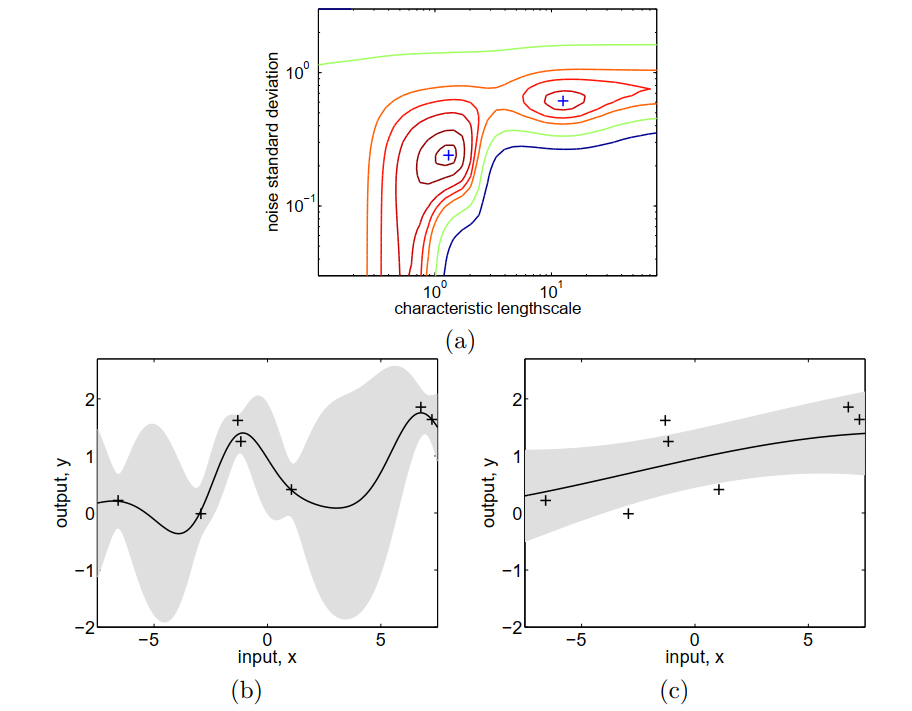 noise standard deviation
10^0
10^−1
10^0
10^1
characteristic lengthscale
(a)
output, y
2
1
0
−1
−2
−5
0
5
input, x
(b)
output, y
2
1
0
−1
−2
−5
0
5
input, x
(c)